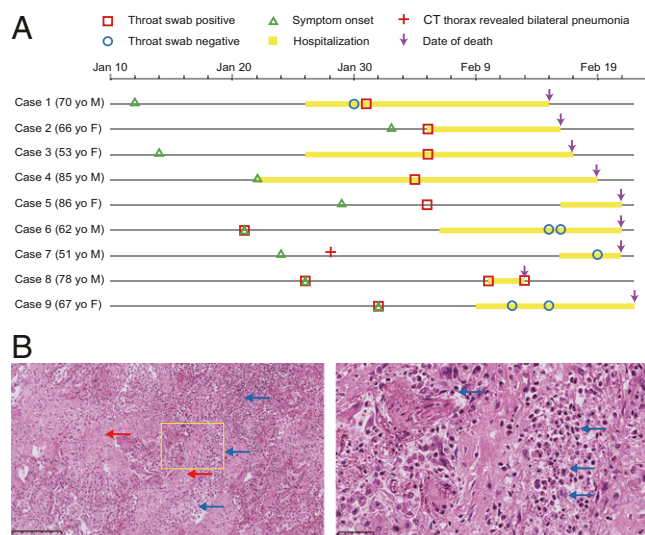 A
Throat swab positive
Symptom onset
CT thorax revealed bilateral pneumonia
Throat swab negative
Hospitalization
Date of death
Jan 10 Jan 20 Jan 30 Feb 9 Feb 19
Case 1 (70 yo M)
Case 2 (66 yo F)
Case 3 (53 yo F)
Case 4 (85 yo M)
Case 5 (86 yo F)
Case 6 (62 yo M)
Case 7 (51 yo M)
Case 8 (78 yo M)
Case 9 (67 yo F)
B